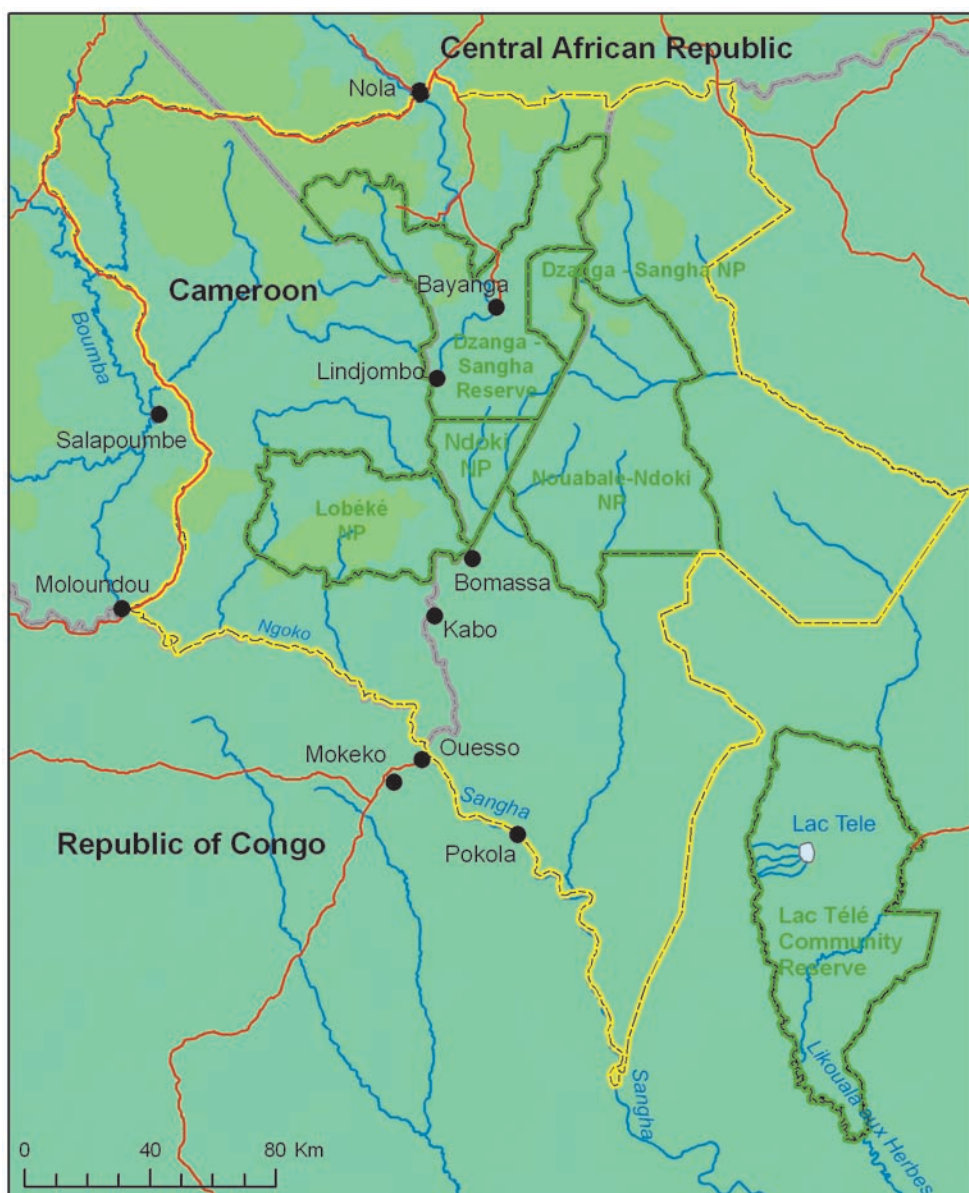 Central African Republic
Nola
Dzanga - Sangha NP
Cameroon
Bayanga
Boumba
Dzanga -
Sangha
Reserve
Lindjombo
Salapoumbe
Ndoki
NP
Nouabale-Ndoki
NP
Lobéké
NP
Bomassa
Moloundou
Kabo
Ngoko
Ouesso
Mokeko
Sangha
Republic of Congo
Pokola
Lac Tele
Lac Télé
Community
Reserve
Sangha
Likouala aux Herbes
0 40 80 Km